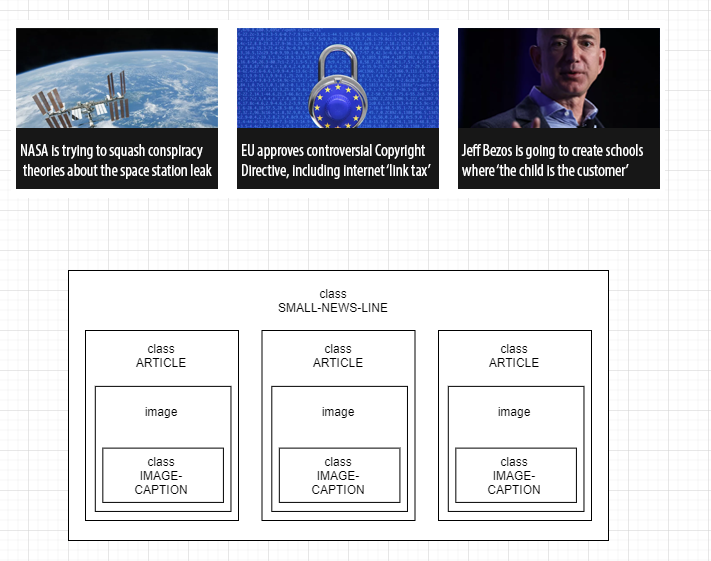 NASA is trying to squash conspiracy
theories about the space station leak
EU approves controversial Copyright
Directive, including internet 'link tax'
Jeff Bezos is going to create schools
where 'the child is the customer'
class
SMALL-NEWS-LINE
class
ARTICLE
image
class
IMAGE-
CAPTION
class
ARTICLE
image
class
IMAGE-
CAPTION
class
ARTICLE
image
class
IMAGE-
CAPTION